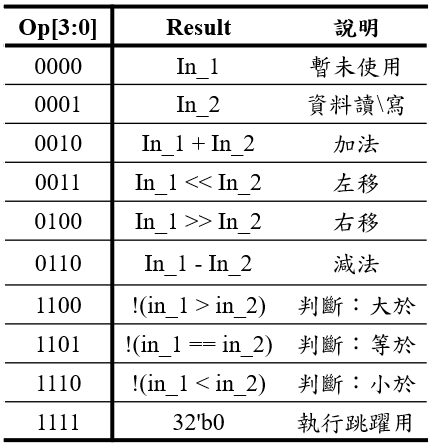 Op[3:0] Result 說明
0000 In_1 暫未使用
0001 In_2 資料讀\寫
0010 In_1 + In_2 加法
0011 In_1 << In_2 左移
0100 In_1 >> In_2 右移
0110 In_1 - In_2 減法
1100 !(in_1 > in_2) 判斷：大於
1101 !(in_1 == in_2) 判斷：等於
1110 !(in_1 < in_2) 判斷：小於
1111 32'b0 執行跳躍用